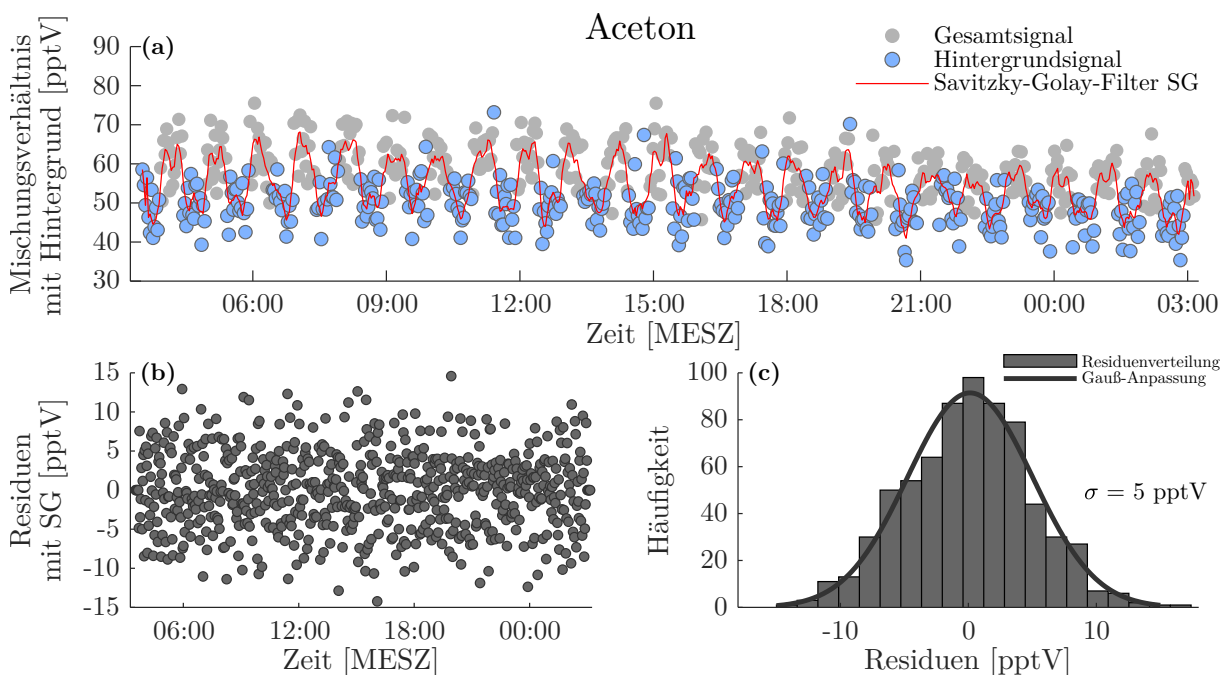 Aceton
(a)
Gesamtsignal
Hintergrundsignal
Savitzky-Golay-Filter SG
Mischungsverhältnis
mit Hintergrund [pptV]
90
80
70
60
50
40
30
06:00 09:00 12:00 15:00 18:00 21:00 00:00 03:00
Zeit [MESZ]
(b)
Residuen
mit SG [pptV]
15
10
5
0
-5
-10
-15
06:00 12:00 18:00 00:00
Zeit [MESZ]
(c)
Residuenverteilung
Gauß-Anpassung
Häufigkeit
100
80
60
40
20
0
σ = 5 pptV
-10 0 10
Residuen [pptV]